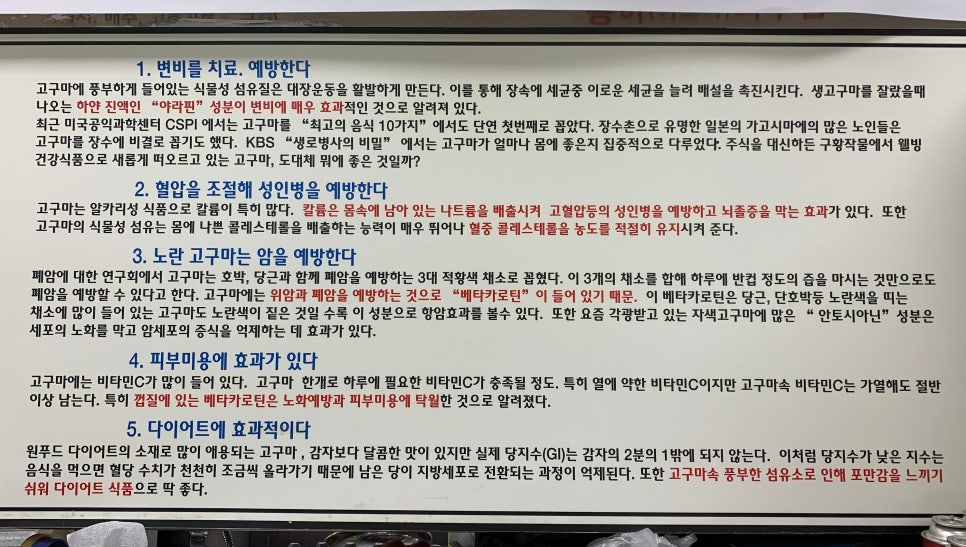 1. 변비를 치료. 예방한다
고구마에 풍부하게 들어있는 식물성 섬유질은 대장운동을 활발하게 만든다. 이를 통해 장속에 세균중 이로운 세균을 늘려 배설을 촉진시킨다. 생고구마를 잘랐을때
나오는 하얀 진액인 “야라핀” 성분이 변비에 매우 효과적인 것으로 알려져 있다.
최근 미국공익과학센터 CSPI 에서는 고구마를 “최고의 음식 10가지” 에서도 단연 첫번째로 꼽았다. 장수촌으로 유명한 일본의 가고시마에의 많은 노인들은
고구마를 장수에 비결로 꼽기도 했다. KBS “생로병사의 비밀” 에서는 고구마가 얼마나 몸에 좋은지 집중적으로 다루었다. 주식을 대신하든 구황작물에서 웰빙
건강식품으로 새롭게 떠오르고 있는 고구마, 도대체 뭐에 좋은 것일까?
2. 혈압을 조절해 성인병을 예방한다
고구마는 알카리성 식품으로 칼륨이 특히 많다. 칼륨은 몸속에 남아 있는 나트륨을 배출시켜 고혈압등의 성인병을 예방하고 뇌졸중을 막는 효과가 있다. 또한
고구마의 식물성 섬유는 몸에 나쁜 콜레스테롤을 배출하는 능력이 매우 뛰어나 혈중 콜레스테롤을 농도를 적절히 유지시켜 준다.
3. 노란 고구마는 암을 예방한다
폐암에 대한 연구회에서 고구마는 호박, 당근과 함께 폐암을 예방하는 3대 적황색 채소로 꼽혔다. 이 3개의 채소를 합해 하루에 반컵 정도의 즙을 마시는 것만으로도
폐암을 예방할 수 있다고 한다. 고구마에는 위암과 폐암을 예방하는 것으로 “베타카로틴” 이 들어 있기 때문. 이 베타카로틴은 당근, 단호박등 노란색을 띠는
채소에 많이 들어 있는 고구마도 노란색이 짙은 것일 수록 이 성분으로 항암효과를 볼수 있다. 또한 요즘 각광받고 있는 자색고구마에 많은 “ 안토시아닌” 성분은
세포의 노화를 막고 암세포의 증식을 억제하는 데 효과가 있다.
4. 피부미용에 효과가 있다
고구마에는 비타민C가 많이 들어 있다. 고구마 한개로 하루에 필요한 비타민C가 충족될 정도. 특히 열에 약한 비타민C이지만 고구마속 비타민C는 가열해도 절반
이상 남는다. 특히 껍질에 있는 베타카로틴은 노화예방과 피부미용에 탁월한 것으로 알려졌다.
5. 다이어트에 효과적이다
원푸드 다이어트의 소재로 많이 애용되는 고구마 , 감자보다 달콤한 맛이 있지만 실제 당지수(GI)는 감자의 2분의 1밖에 되지 않는다. 이처럼 당지수가 낮은 지수는
음식을 먹으면 혈당 수치가 천천히 조금씩 올라가기 때문에 남은 당이 지방세포로 전환되는 과정이 억제된다. 또한 고구마속 풍부한 섬유소로 인해 포만감을 느끼기
쉬워 다이어트 식품으로 딱 좋다.